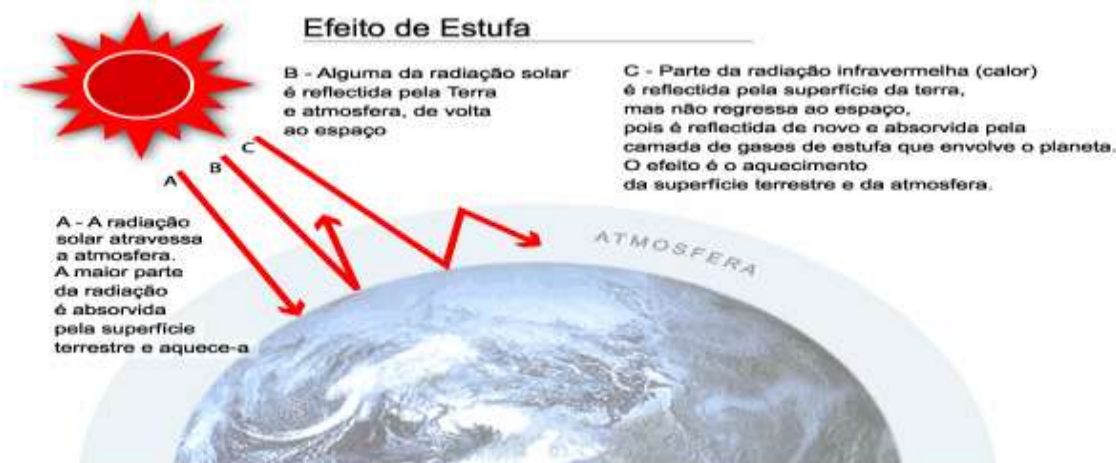 Efeito de Estufa
B - Alguma da radiação solar
é reflectida pela Terra
e atmosfera, de volta
ao espaço
C - Parte da radiação infravermelha (calor)
é reflectida pela superfície da terra,
mas não regressa ao espaço,
pois é reflectida de novo e absorvida pela
camada de gases de estufa que envolve o planeta.
O efeito é o aquecimento
da superfície terrestre e da atmosfera.
C
B
A
A - A radiação
solar atravessa
a atmosfera.
A maior parte
da radiação
é absorvida
pela superfície
terrestre e aquece-a
ATMOSFERA